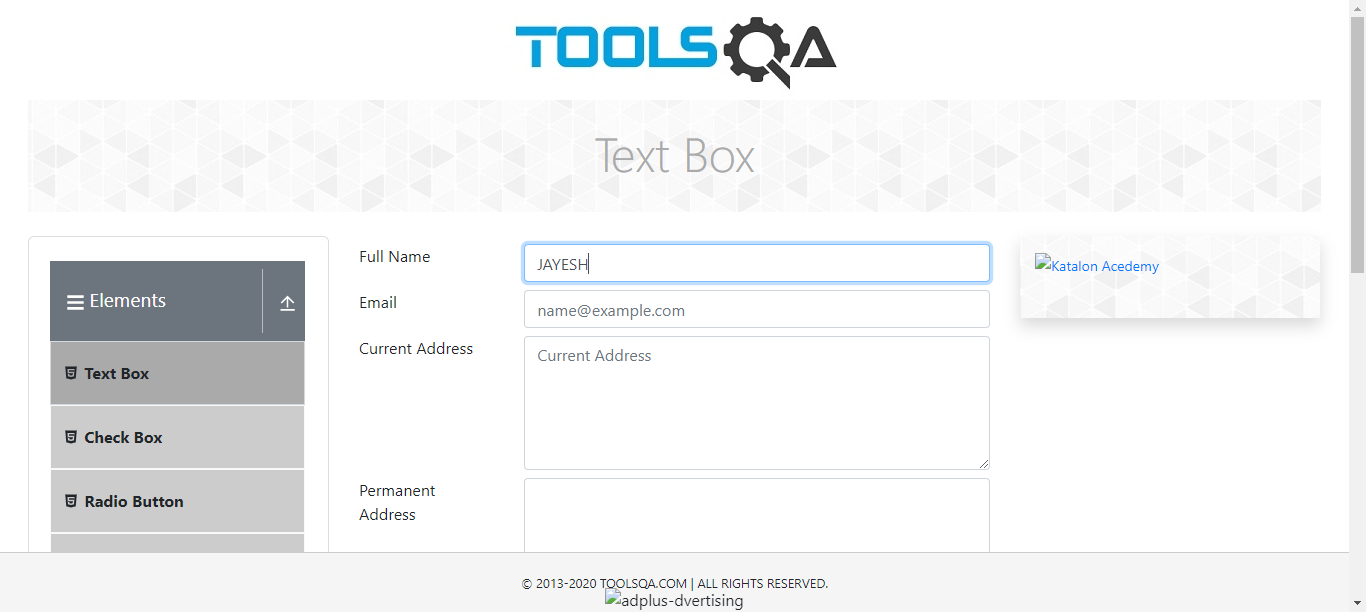 TOOLSQA
Text Box
Elements
Text Box
Check Box
Radio Button
Full Name
JAYESH
Email
name@example.com
Current Address
Current Address
Permanent
Address
Katalon Acedemy
© 2013-2020 TOOLSQA.COM | ALL RIGHTS RESERVED.
adplus-dvertising